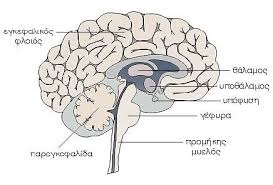 εγκεφαλικός
φλοιός
θάλαμος
υποθάλαμος
υπόφυση
γέφυρα
προμήκης
μυελός
παρεγκεφαλίδα